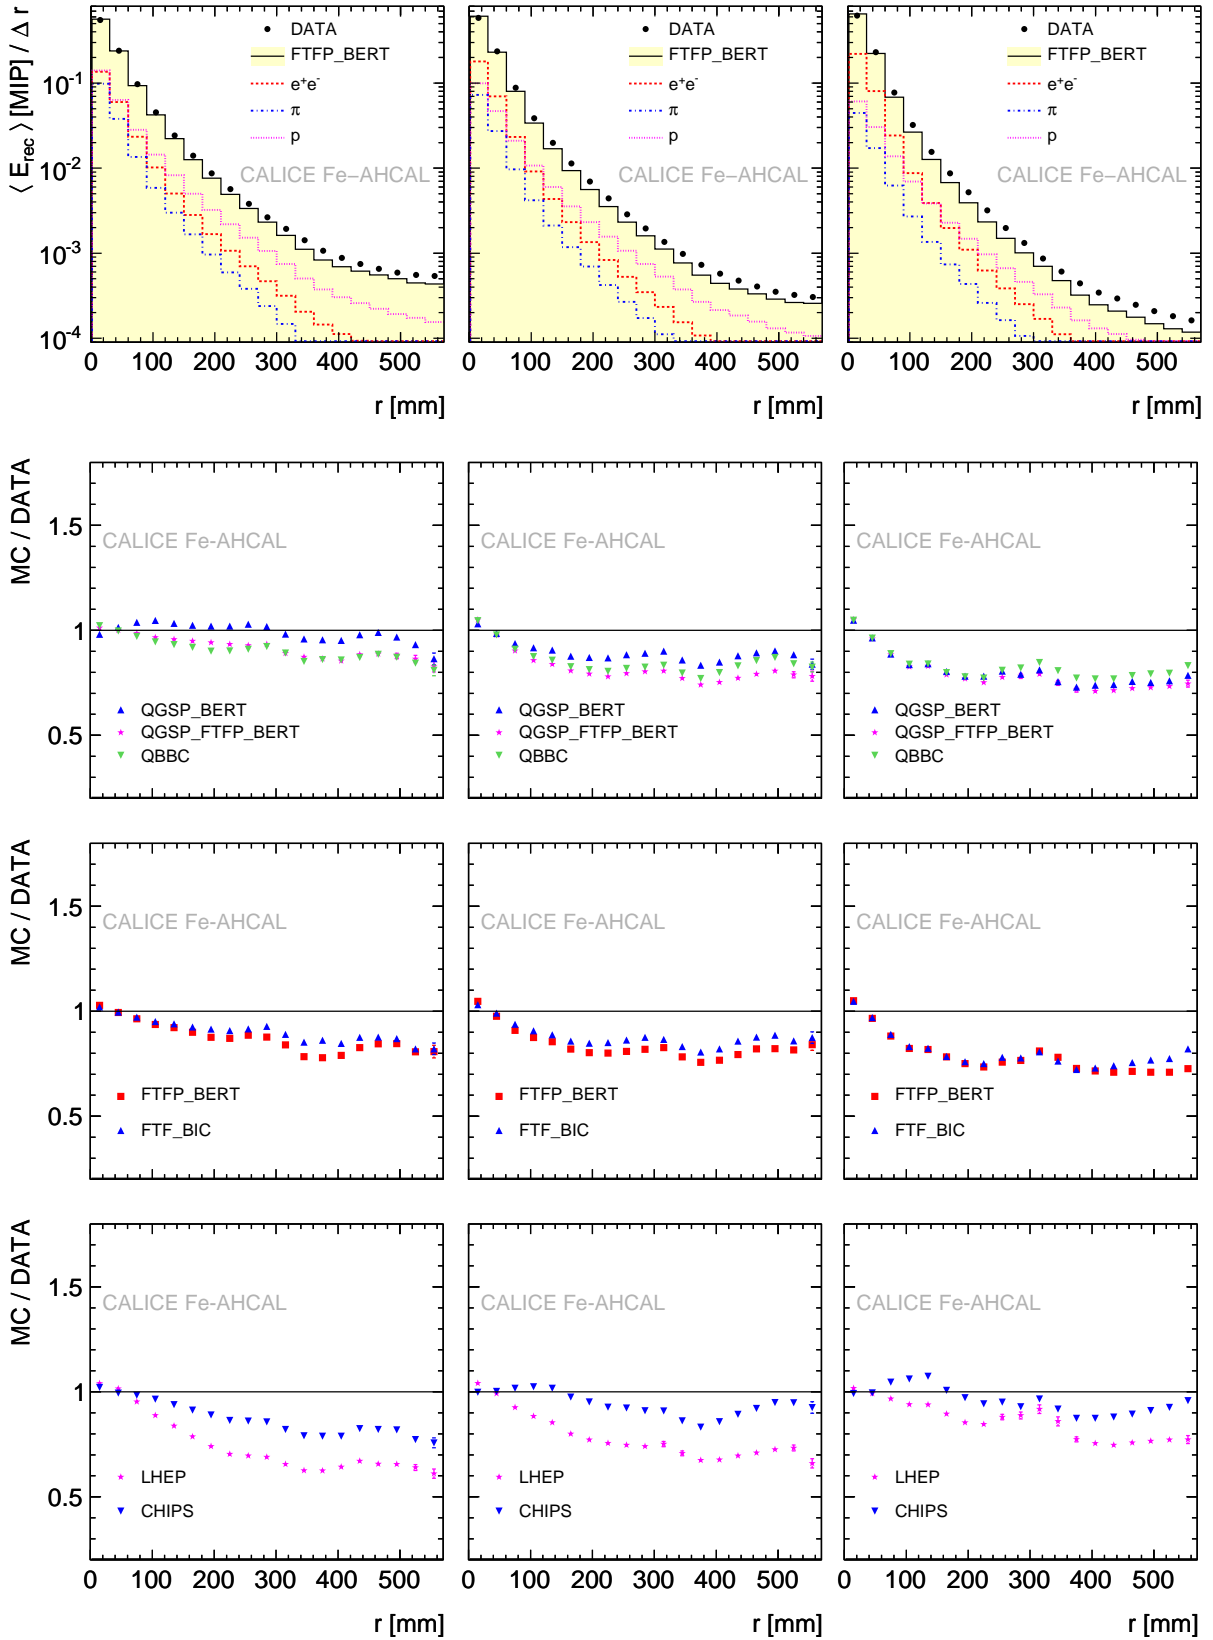 ⟨ E_rec ⟩ [MIP] / Δ r
DATA
FTFP_BERT
e⁺e⁻
π
p
CALICE Fe–AHCAL
10⁻¹
10⁻²
10⁻³
10⁻⁴
0 100 200 300 400 500
r [mm]
DATA
FTFP_BERT
e⁺e⁻
π
p
CALICE Fe–AHCAL
0 100 200 300 400 500
r [mm]
DATA
FTFP_BERT
e⁺e⁻
π
p
CALICE Fe–AHCAL
0 100 200 300 400 500
r [mm]
MC / DATA
1.5
1
0.5
CALICE Fe-AHCAL
QGSP_BERT
QGSP_FTFP_BERT
QBBC
CALICE Fe-AHCAL
QGSP_BERT
QGSP_FTFP_BERT
QBBC
CALICE Fe-AHCAL
QGSP_BERT
QGSP_FTFP_BERT
QBBC
MC / DATA
1.5
1
0.5
CALICE Fe-AHCAL
FTFP_BERT
FTF_BIC
CALICE Fe-AHCAL
FTFP_BERT
FTF_BIC
CALICE Fe-AHCAL
FTFP_BERT
FTF_BIC
MC / DATA
1.5
1
0.5
CALICE Fe-AHCAL
LHEP
CHIPS
0 100 200 300 400 500
r [mm]
CALICE Fe-AHCAL
LHEP
CHIPS
0 100 200 300 400 500
r [mm]
CALICE Fe-AHCAL
LHEP
CHIPS
0 100 200 300 400 500
r [mm]